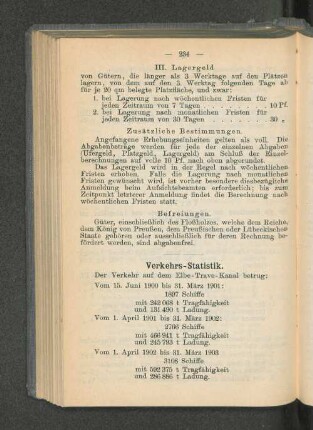 — 234 —
III. Lagergeld
von Gütern, die länger als 3 Werktage auf den Plätzen
lagern, von dem auf den 3. Werktag folgenden Tage ab
für je 20 qm belegte Platzfläche, und zwar:
1. bei Lagerung nach wöchentlichen Fristen für
jeden Zeitraum von 7 Tagen . . . . . . . . 10 Pf.
2. bei Lagerung nach monatlichen Fristen für
jeden Zeitraum von 30 Tagen . . . . . . . . 30 „
Zusätzliche Bestimmungen.
Angefangene Erhebungseinheiten gelten als voll. Die
Abgabenbeträge werden für jede der einzelnen Abgaben
(Ufergeld, Platzgeld, Lagergeld) am Schluß der Einzel-
berechnungen auf volle 10 Pf. nach oben abgerundet.
Das Lagergeld wird in der Regel nach wöchentlichen
Fristen erhoben. Falls die Lagerung nach monatlichen
Fristen gewünscht wird, ist vorher besondere diesbezügliche
Anmeldung beim Aufsichtsbeamten erforderlich; bis zum
Zeitpunkt letzterer Anmeldung findet die Berechnung nach
wöchentlichen Fristen statt.
Befreiungen.
Güter, einschließlich des Floßholzes, welche dem Reiche,
dem König von Preußen, dem Preußischen oder Lübeckischen
Staate gehören oder ausschließlich für deren Rechnung be-
fördert werden, sind abgabenfrei.
Verkehrs-Statistik.
Der Verkehr auf dem Elbe-Trave-Kanal betrug:
Vom 15. Juni 1900 bis 31. März 1901:
1897 Schiffe
mit 243 068 t Tragfähigkeit
und 131 490 t Ladung.
Vom 1. April 1901 bis 31. März 1902:
2796 Schiffe
mit 466 941 t Tragfähigkeit
und 245 793 t Ladung.
Vom 1. April 1902 bis 31. März 1903
3168 Schiffe
mit 592 375 t Tragfähigkeit
und 286 886 t Ladung.